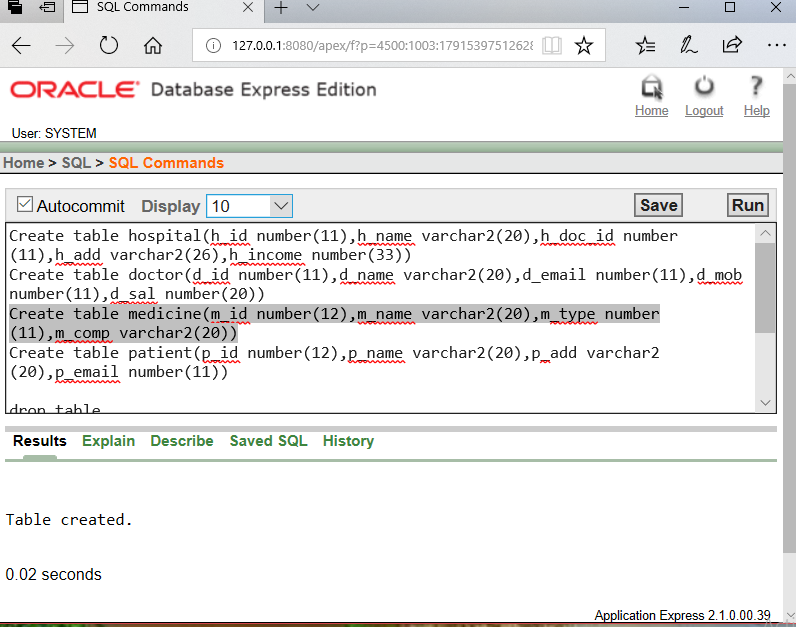 SQL Commands
127.0.0.1:8080/apex/f?p=4500:1003:1791539751262
ORACLE Database Express Edition
Home Logout Help
User: SYSTEM
Home > SQL > SQL Commands
Autocommit Display 10 Save Run
Create table hospital(h_id number(11),h_name varchar2(20),h_doc_id number
(11),h_add varchar2(26),h_income number(33))
Create table doctor(d_id number(11),d_name varchar2(20),d_email number(11),d_mob
number(11),d_sal number(20))
Create table medicine(m_id number(12),m_name varchar2(20),m_type number
(11),m_comp varchar2(20))
Create table patient(p_id number(12),p_name varchar2(20),p_add varchar2
(20),p_email number(11))
drop table
Results Explain Describe Saved SQL History
Table created.
0.02 seconds
Application Express 2.1.0.00.39